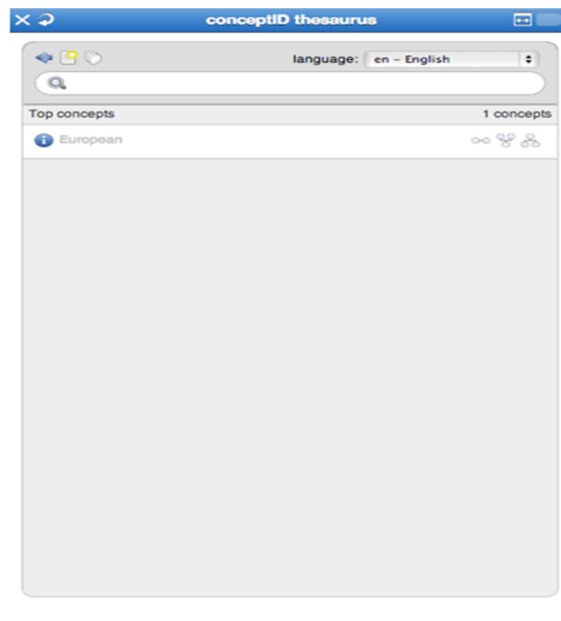 conceptID thesaurus
language: en – English
Top concepts 1 concepts
European